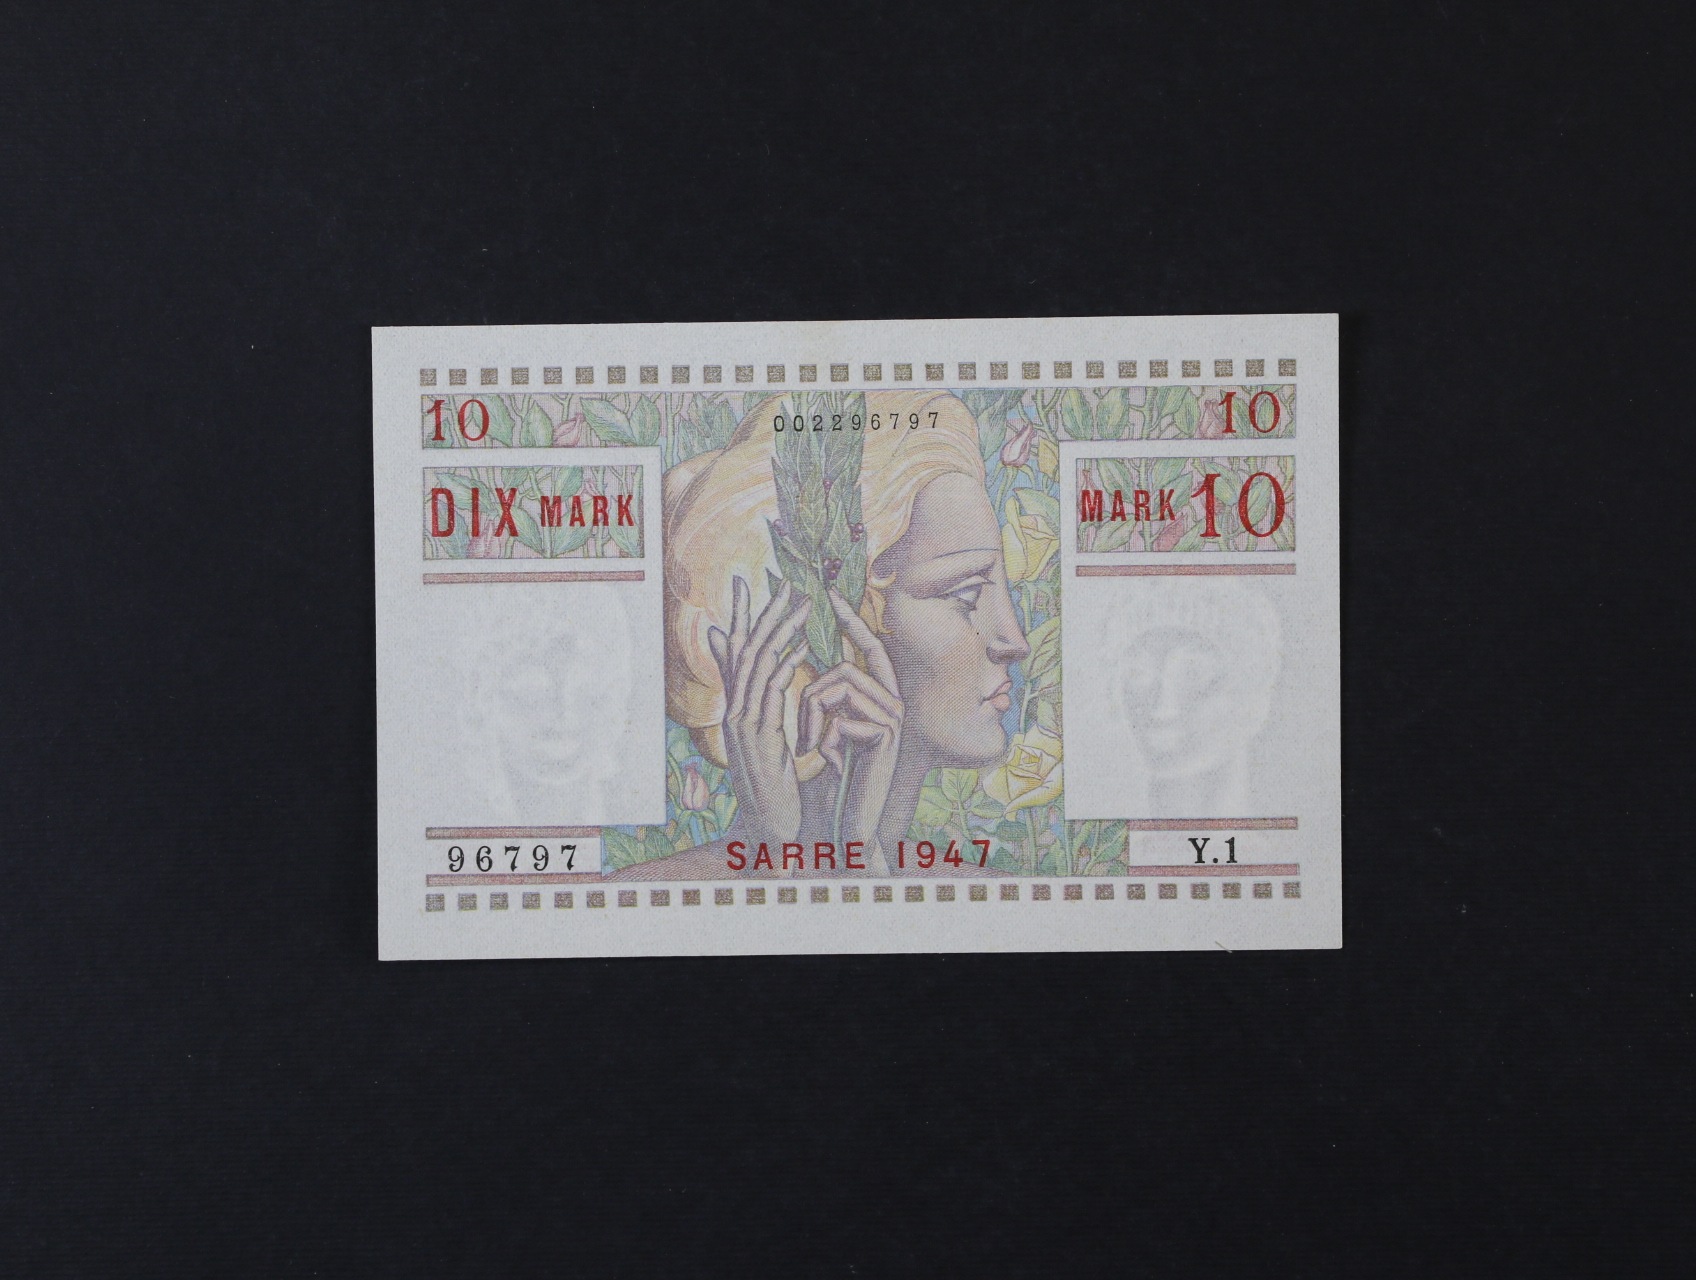 10
10
002296797
DIX MARK
MARK 10
96797
SARRE 1947
Y.1